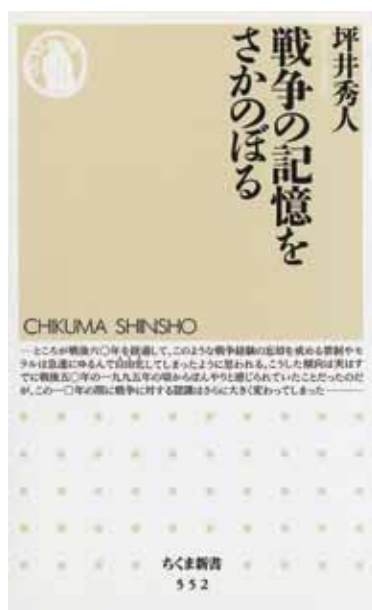 坪井秀人
戦争の記憶を
さかのぼる
CHIKUMA SHINSHO
―ところが戦後六〇年を経過して、このような戦争経験の忘却を戒める禁制やモ
ラルは急速にゆるんで自由化してしまったように思われる。こうした傾向は実はす
でに戦後五〇年の一九九五年の頃からぼんやりと感じられていたことだったのだ
が、この一〇年の間に戦争に対する認識はさらに大きく変わってしまった―
ちくま新書
552